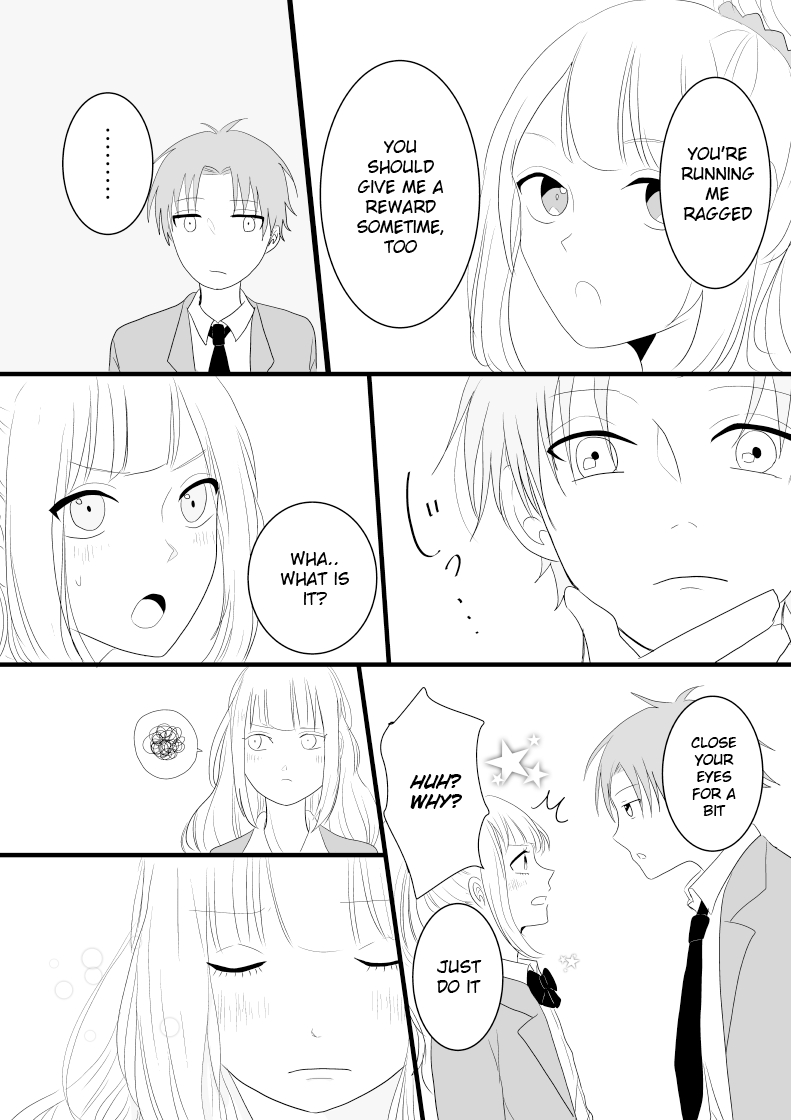 YOU'RE
RUNNING
ME
RAGGED
YOU
SHOULD
GIVE ME A
REWARD
SOMETIME,
TOO
.........
WHA..
WHAT IS
IT?
CLOSE
YOUR
EYES
FOR A
BIT
HUH?
WHY?
JUST
DO IT